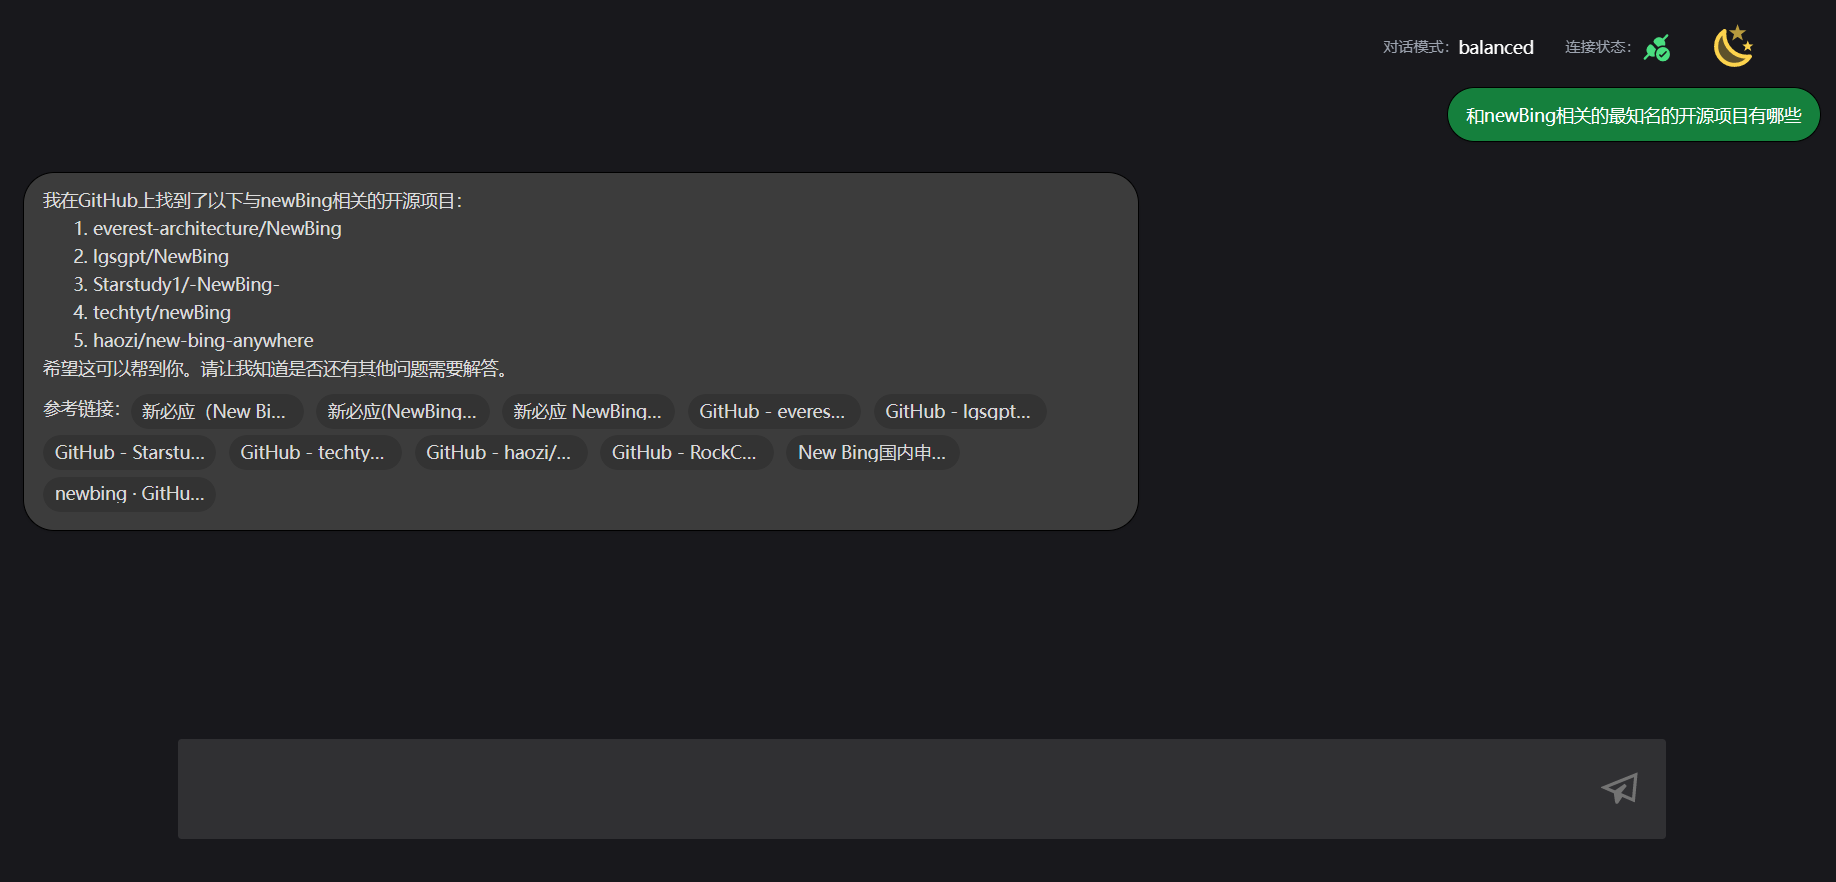 对话模式: balanced 连接状态:
和newBing相关的最知名的开源项目有哪些
我在GitHub上找到了以下与newBing相关的开源项目：
1. everest-architecture/NewBing
2. lgsgpt/NewBing
3. Starstudy1/-NewBing-
4. techtyt/newBing
5. haozi/new-bing-anywhere
希望这可以帮到你。请让我知道是否还有其他问题需要解答。
参考链接： 新必应（New Bi... 新必应(NewBing... 新必应 NewBing... GitHub - everes... GitHub - lgsgpt...
GitHub - Starstu... GitHub - techty... GitHub - haozi/... GitHub - RockC... New Bing国内申...
newbing · GitHu...